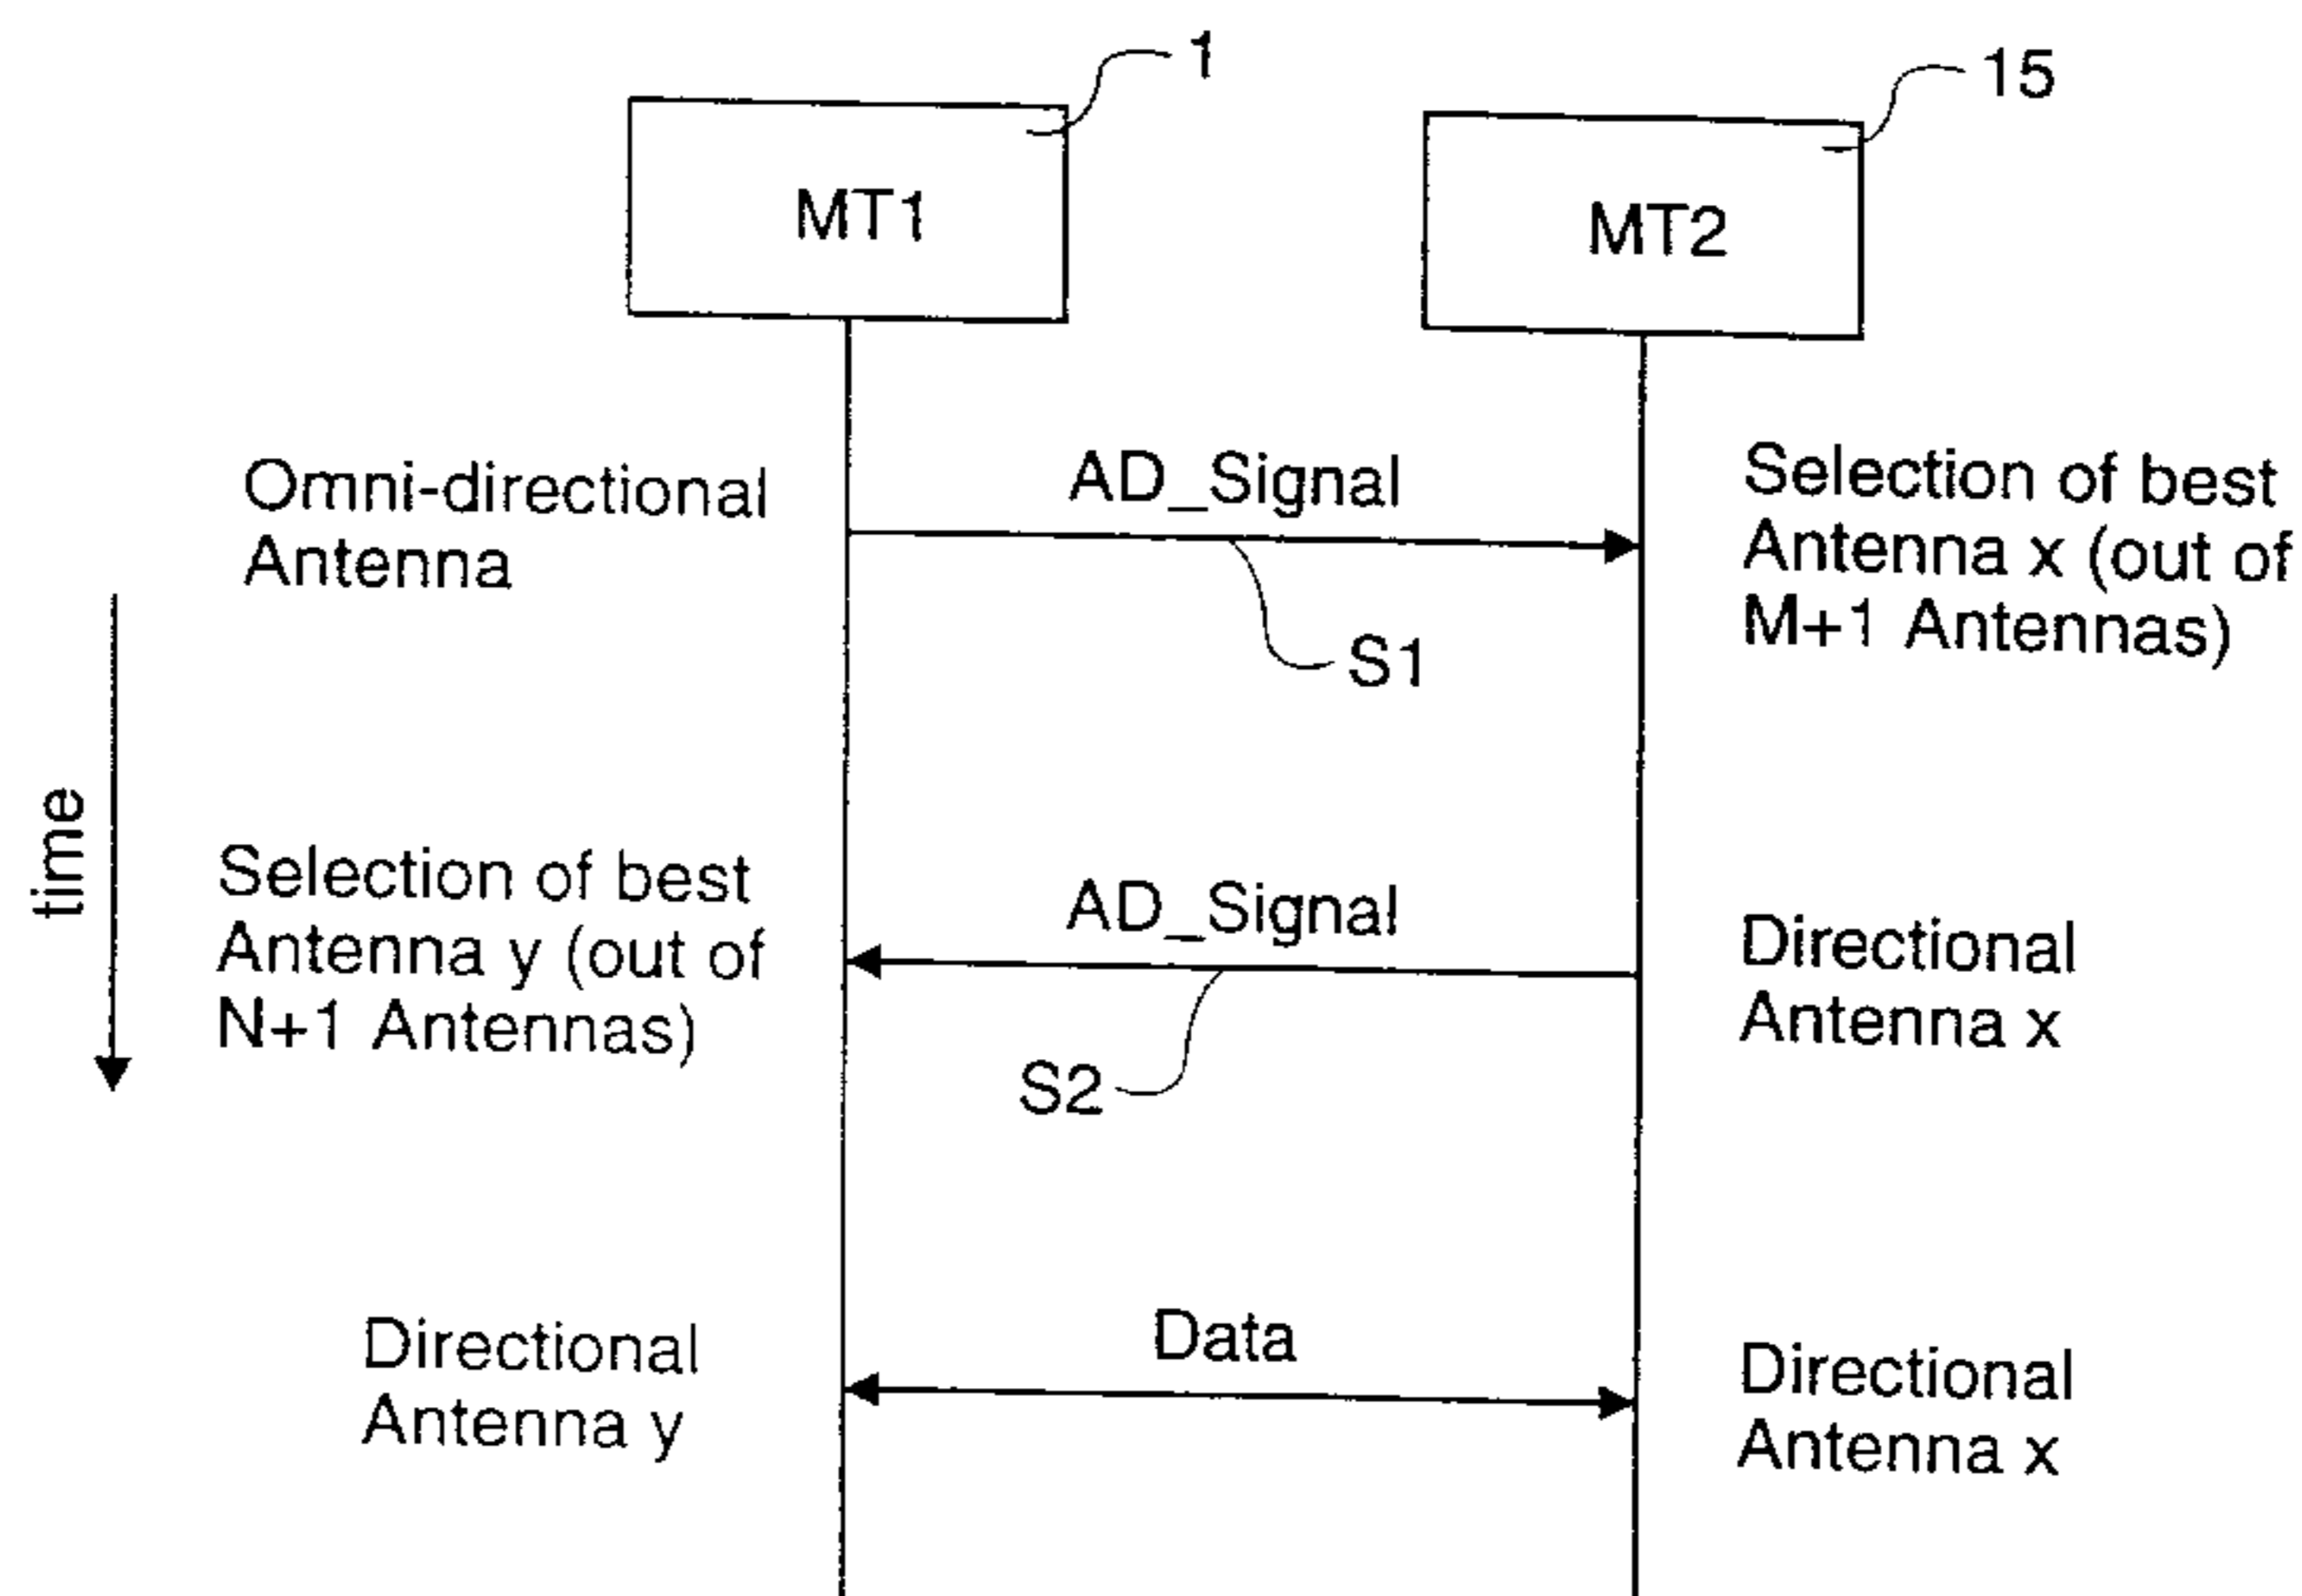 1
15
MT1
MT2
Omni-directional
Antenna
AD_Signal
Selection of best
Antenna x (out of
M+1 Antennas)
S1
time
Selection of best
Antenna y (out of
N+1 Antennas)
AD_Signal
Directional
Antenna x
S2
Directional
Antenna y
Data
Directional
Antenna x